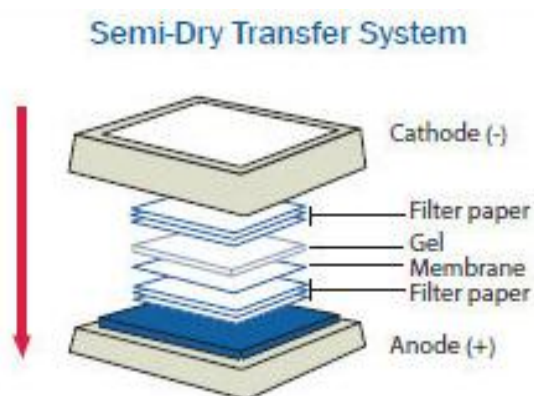 Semi-Dry Transfer System
Cathode (-)
Filter paper
Gel
Membrane
Filter paper
Anode (+)